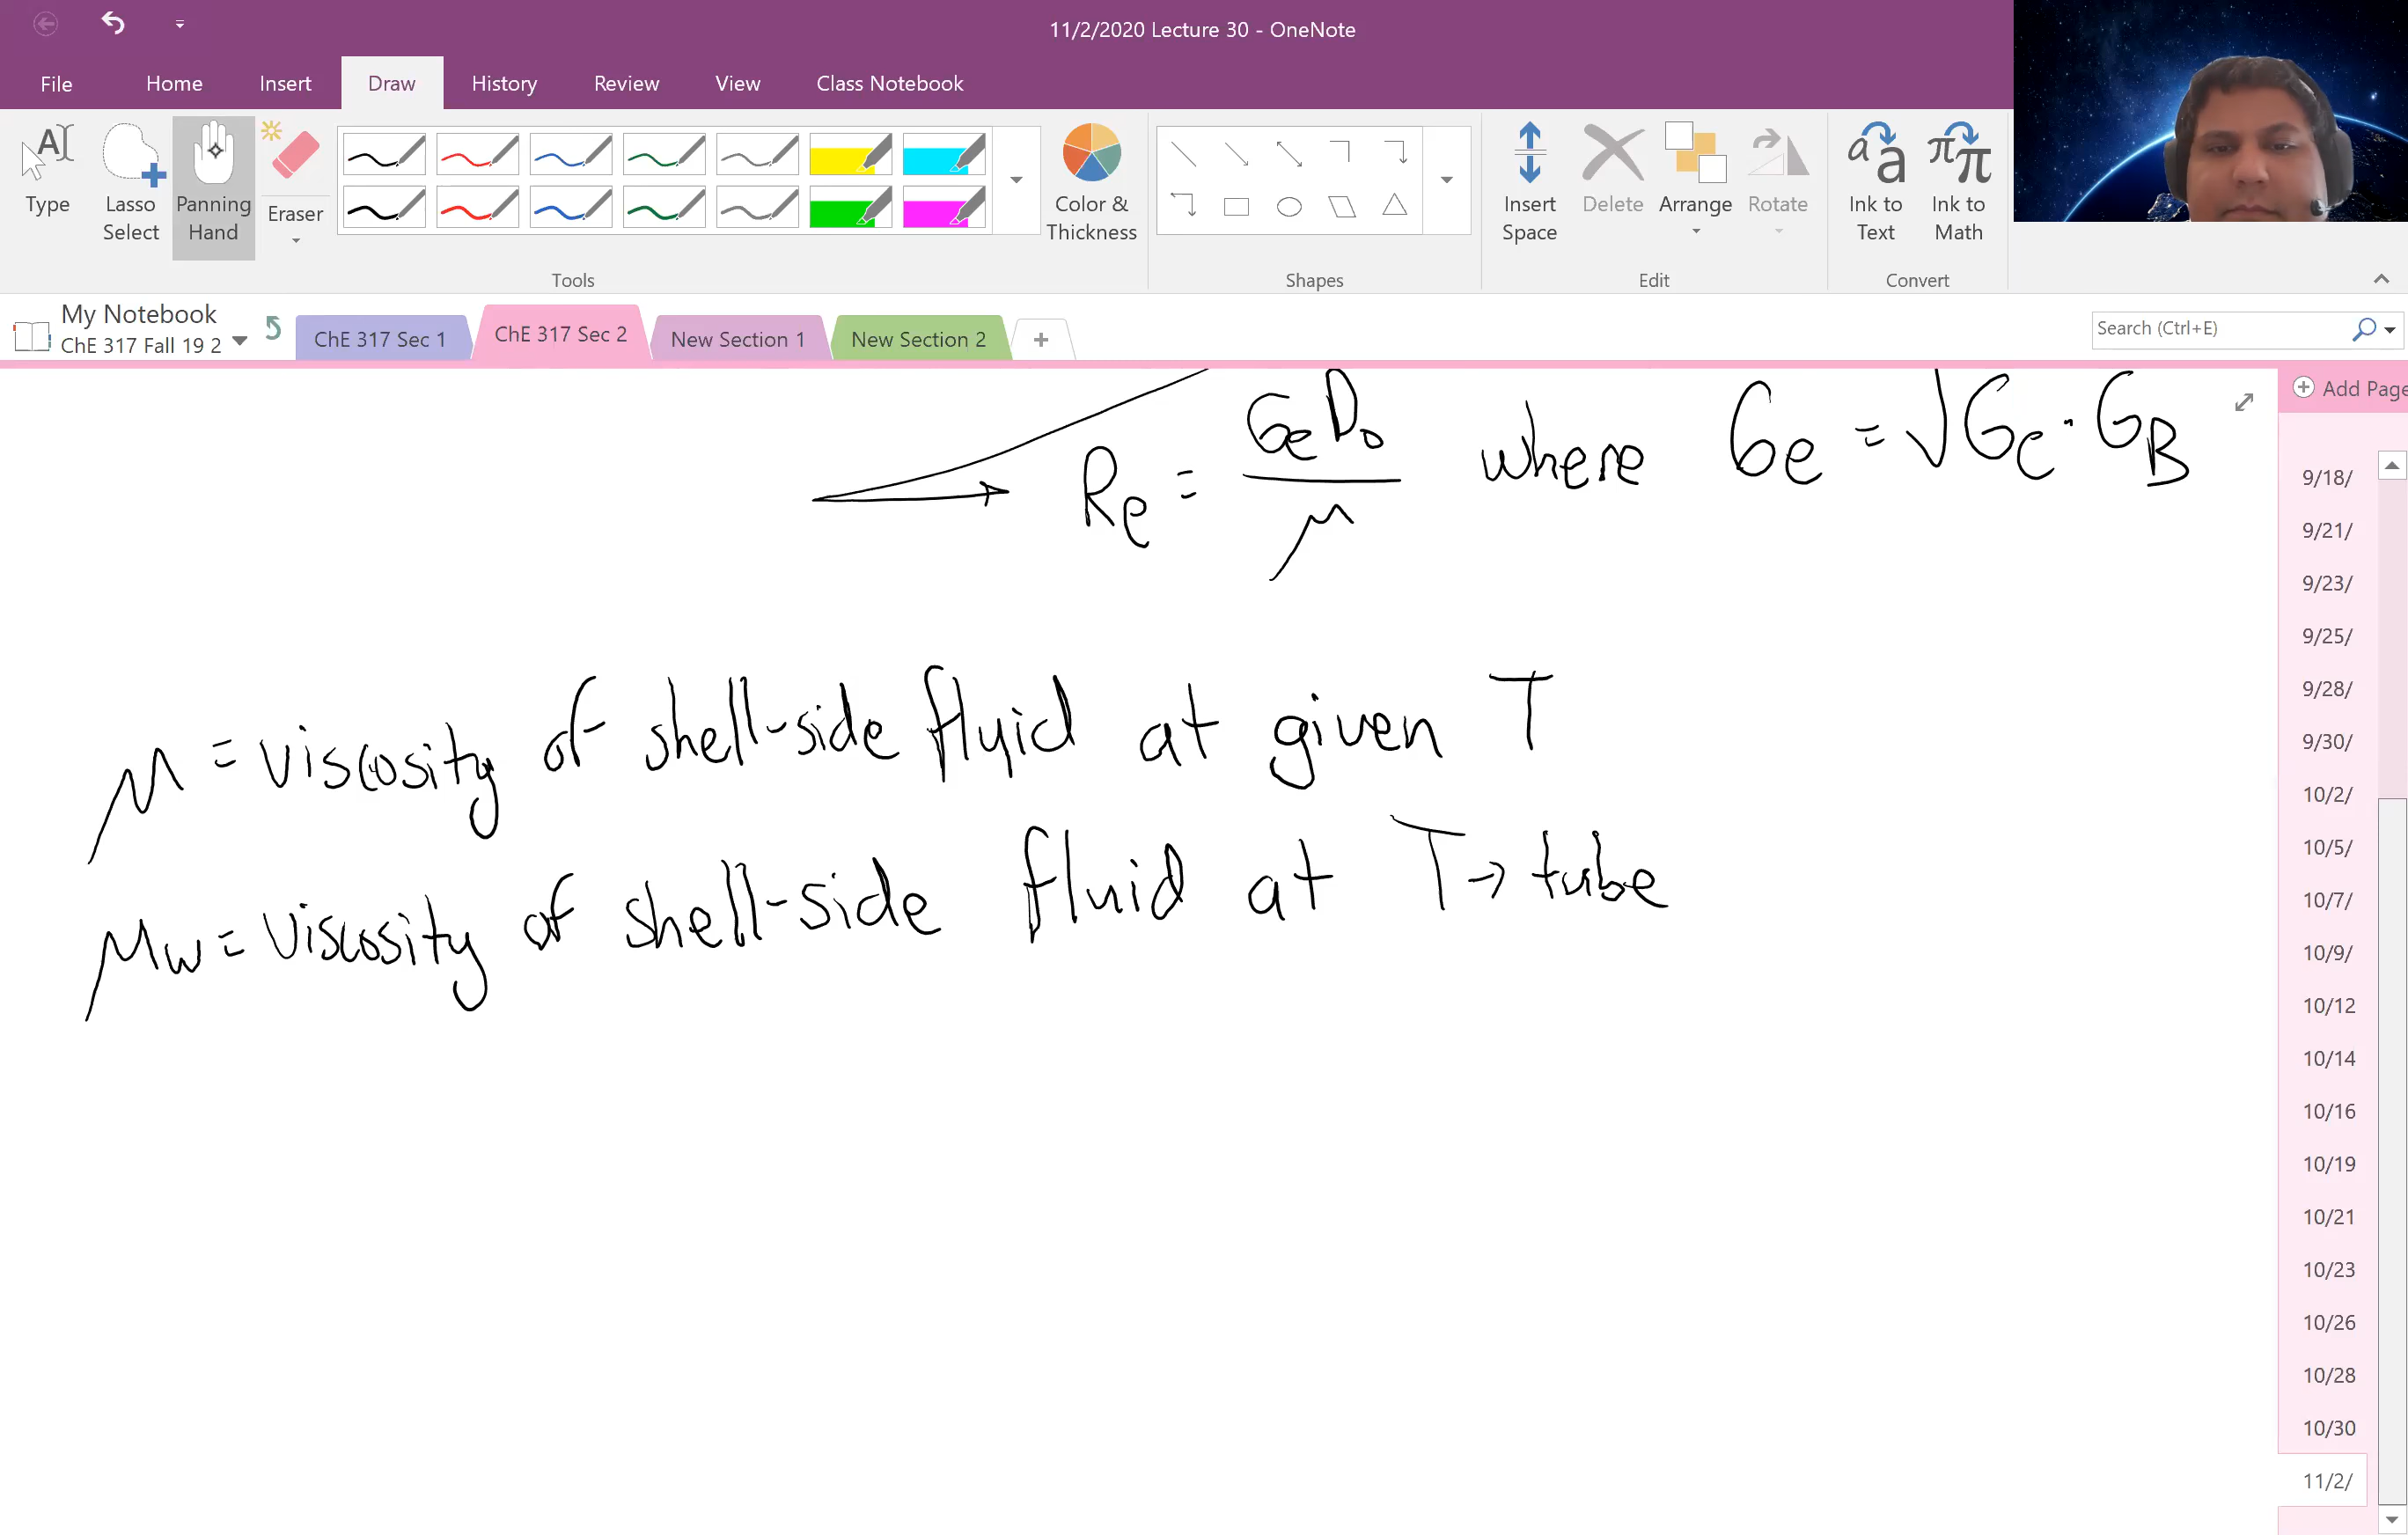 11/2/2020 Lecture 30 - OneNote
File Home Insert Draw History Review View Class Notebook
Type
Lasso Select
Panning Hand
Eraser
Color & Thickness
Insert Space
Delete
Arrange
Rotate
Ink to Text
Ink to Math
Tools Shapes Edit Convert
My Notebook
ChE 317 Fall 19 2
ChE 317 Sec 1 ChE 317 Sec 2 New Section 1 New Section 2 +
Search (Ctrl+E)
Add Page
Re = GeDo / μ where Ge = √Gc · GB
μ = viscosity of shell-side fluid at given T
μw = viscosity of shell-side fluid at T → tube
9/18/
9/21/
9/23/
9/25/
9/28/
9/30/
10/2/
10/5/
10/7/
10/9/
10/12
10/14
10/16
10/19
10/21
10/23
10/26
10/28
10/30
11/2/